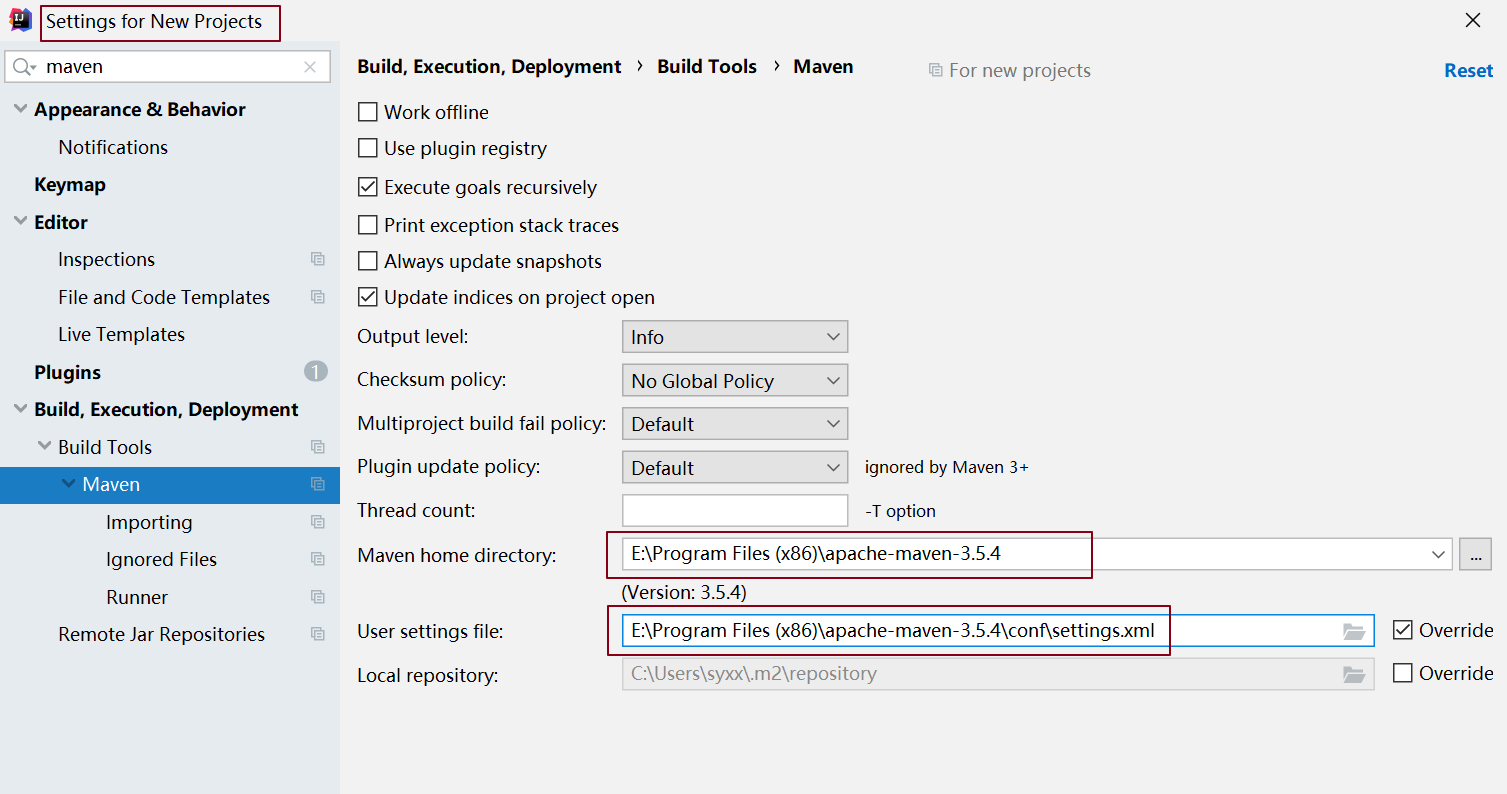 Settings for New Projects
maven
Appearance & Behavior
Notifications
Keymap
Editor
Inspections
File and Code Templates
Live Templates
Plugins 1
Build, Execution, Deployment
Build Tools
Maven
Importing
Ignored Files
Runner
Remote Jar Repositories
Build, Execution, Deployment › Build Tools › Maven For new projects Reset
Work offline
Use plugin registry
Execute goals recursively
Print exception stack traces
Always update snapshots
Update indices on project open
Output level: Info
Checksum policy: No Global Policy
Multiproject build fail policy: Default
Plugin update policy: Default ignored by Maven 3+
Thread count: -T option
Maven home directory: E:\Program Files (x86)\apache-maven-3.5.4 ...
(Version: 3.5.4)
User settings file: E:\Program Files (x86)\apache-maven-3.5.4\conf\settings.xml Override
Local repository: C:\Users\syxx\.m2\repository Override